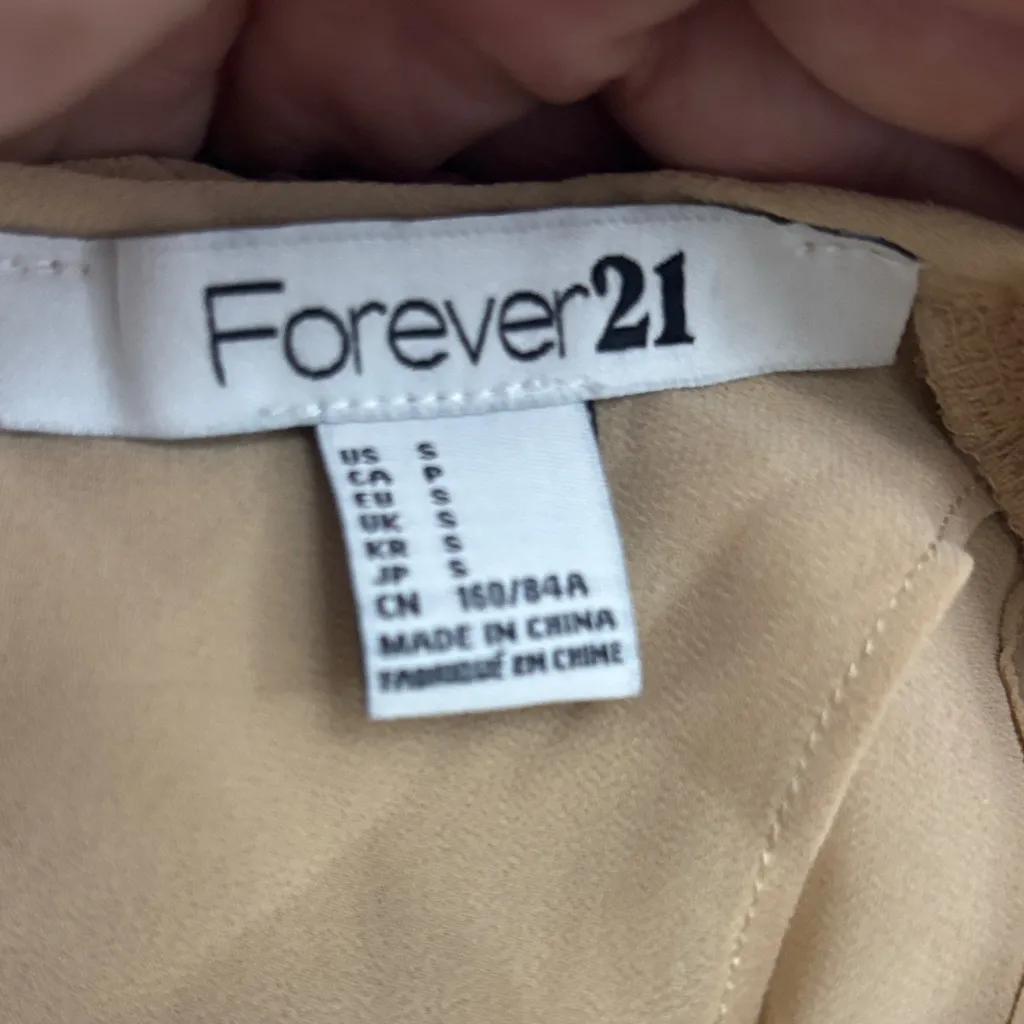 Forever21
US S
CA P
EU S
UK S
KR S
JP S
CN 160/84A
MADE IN CHINA
FABRIQUÉ EN CHINE